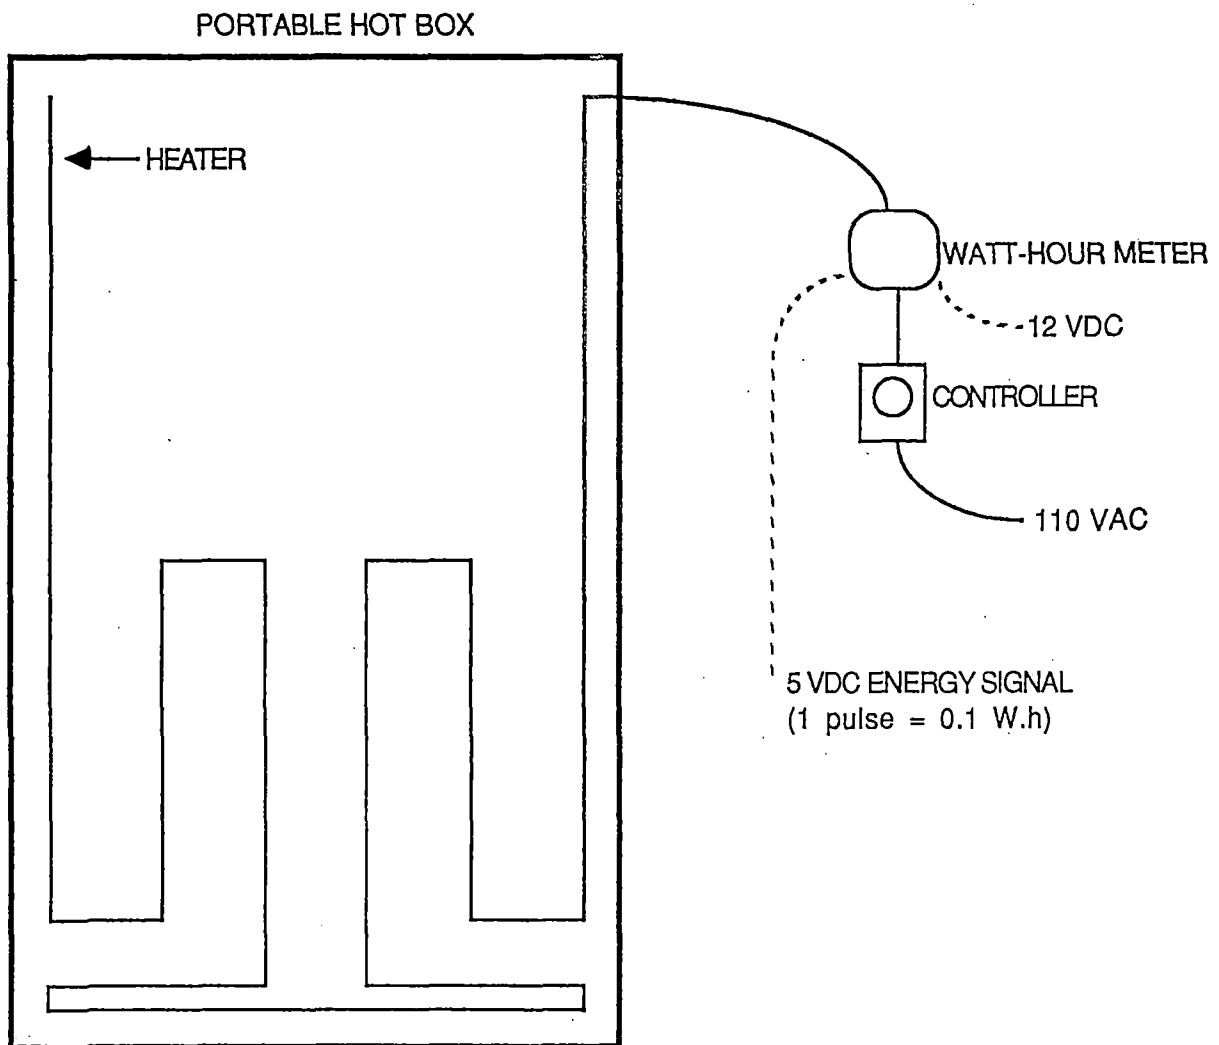 PORTABLE HOT BOX
HEATER
WATT-HOUR METER
12 VDC
CONTROLLER
110 VAC
5 VDC ENERGY SIGNAL
(1 pulse = 0.1 W.h)